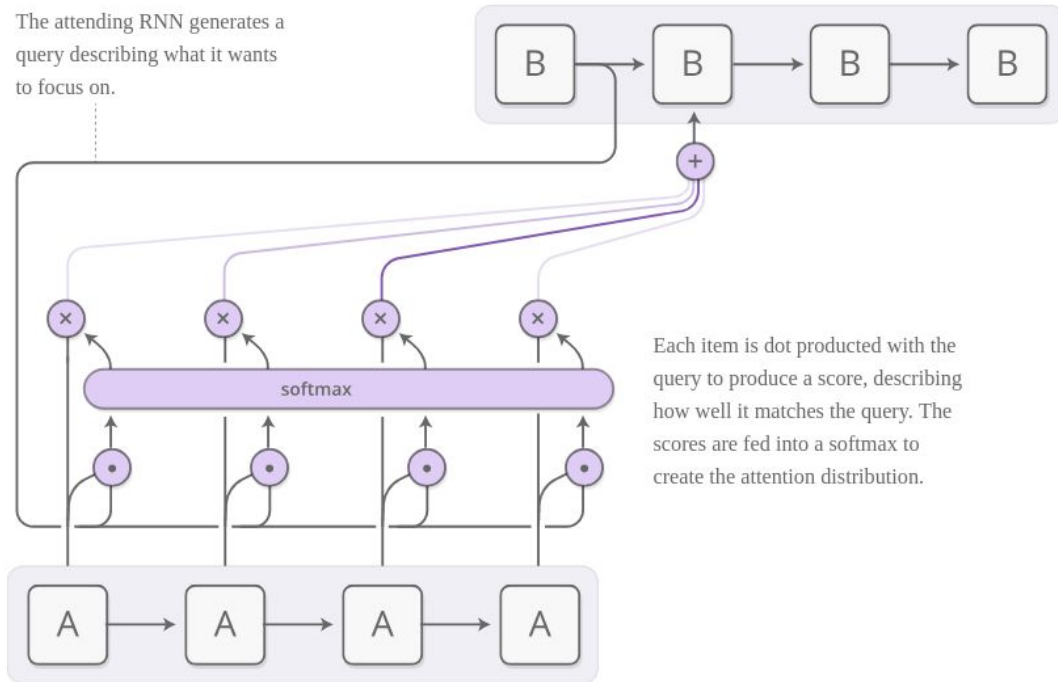 The attending RNN generates a
query describing what it wants
to focus on.
B B B B
+
× × × ×
Each item is dot producted with the
query to produce a score, describing
how well it matches the query. The
scores are fed into a softmax to
create the attention distribution.
softmax
A A A A